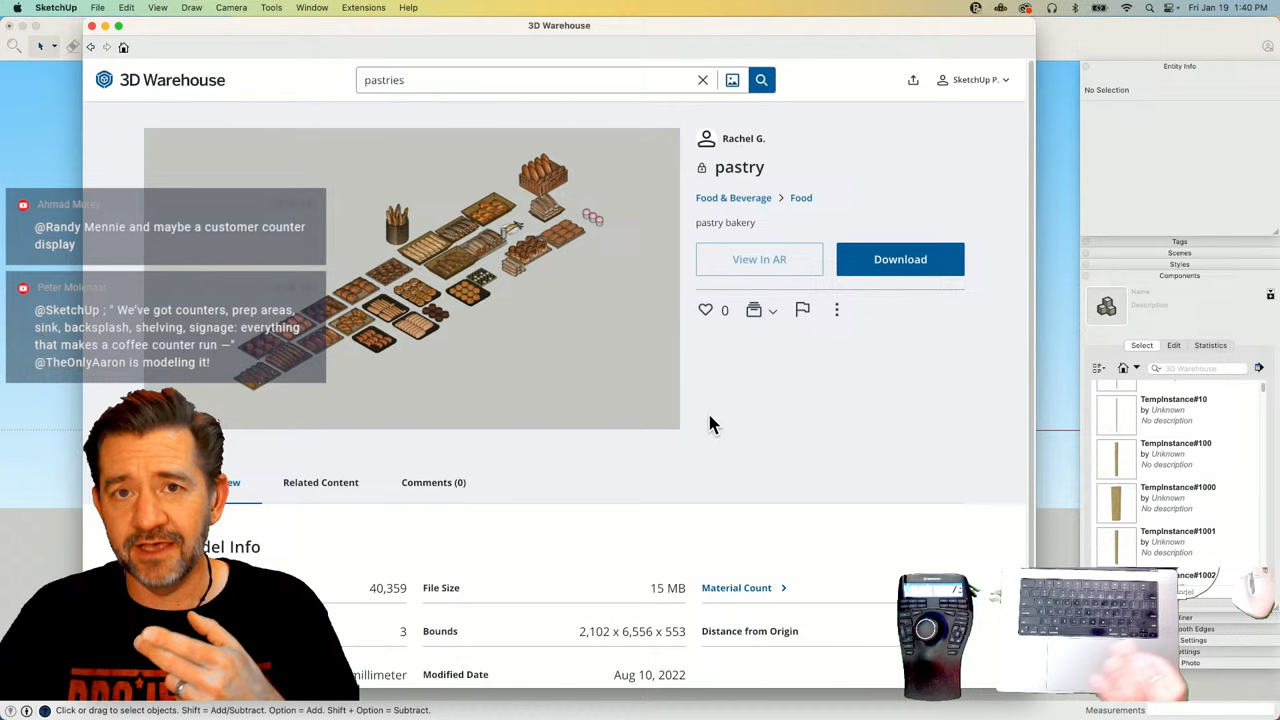 SketchUp File Edit View Draw Camera Tools Window Extensions Help
Fri Jan 19 1:40 PM
3D Warehouse
3D Warehouse
pastries
SketchUp P.
Rachel G.
pastry
Food & Beverage > Food
pastry bakery
View In AR
Download
0
Ahmad
@Randy Mennie and maybe a customer counter
display
Peter
@SketchUp ; " We've got counters, prep areas,
sink, backsplash, shelving, signage: everything
that makes a coffee counter run —"
@TheOnlyAaron is modeling it!
Related Content
Comments (0)
Info
40,359
File Size
15 MB
Material Count >
3
Bounds
2,102 x 6,556 x 553
Distance from Origin
Modified Date
Aug 10, 2022
Entity Info
No Selection
Tags
Scenes
Styles
Components
Name
Description
Select
Edit
Statistics
3D Warehouse
TempInstance#10
by Unknown
No description
TempInstance#100
by Unknown
No description
TempInstance#1000
by Unknown
No description
TempInstance#1001
by Unknown
No description
Photo
Click or drag to select objects. Shift = Add/Subtract. Option = Add. Shift + Option = Subtract.
Measurements